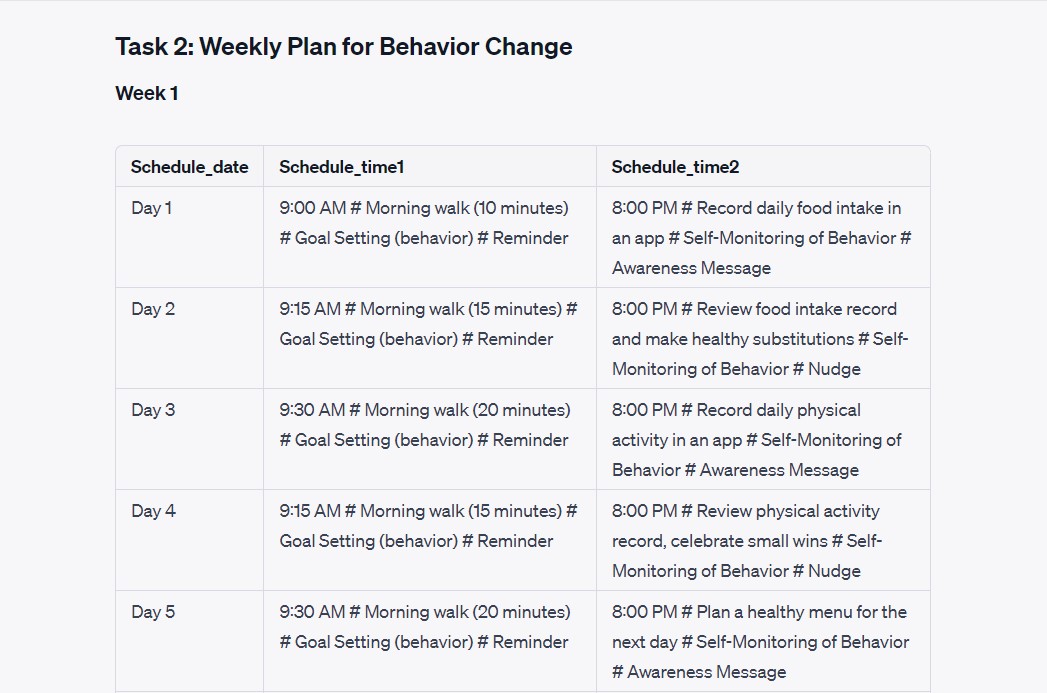 Task 2: Weekly Plan for Behavior Change
Week 1
Schedule_date
Schedule_time1
Schedule_time2
Day 1
9:00 AM # Morning walk (10 minutes)
# Goal Setting (behavior) # Reminder
8:00 PM # Record daily food intake in
an app # Self-Monitoring of Behavior #
Awareness Message
Day 2
9:15 AM # Morning walk (15 minutes) #
Goal Setting (behavior) # Reminder
8:00 PM # Review food intake record
and make healthy substitutions # Self-
Monitoring of Behavior # Nudge
Day 3
9:30 AM # Morning walk (20 minutes)
# Goal Setting (behavior) # Reminder
8:00 PM # Record daily physical
activity in an app # Self-Monitoring of
Behavior # Awareness Message
Day 4
9:15 AM # Morning walk (15 minutes) #
Goal Setting (behavior) # Reminder
8:00 PM # Review physical activity
record, celebrate small wins # Self-
Monitoring of Behavior # Nudge
Day 5
9:30 AM # Morning walk (20 minutes)
# Goal Setting (behavior) # Reminder
8:00 PM # Plan a healthy menu for the
next day # Self-Monitoring of Behavior
# Awareness Message